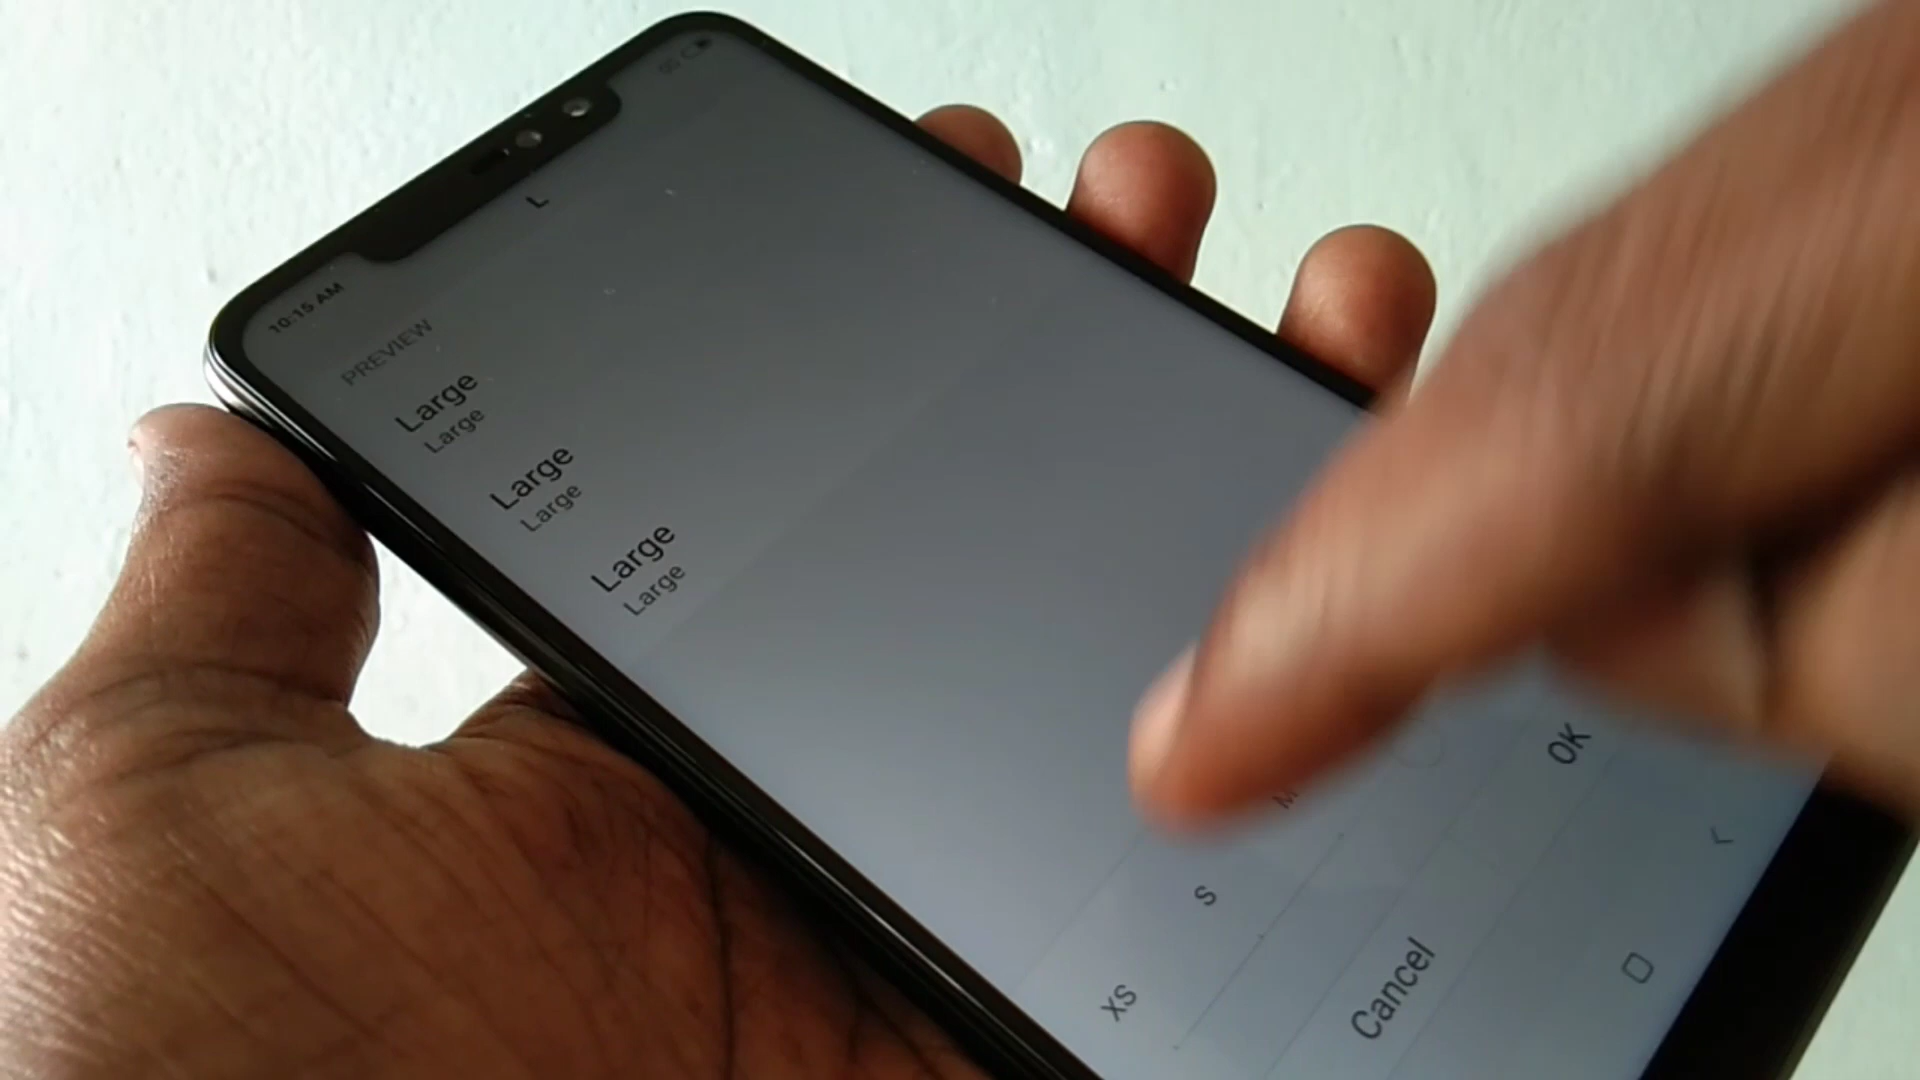 10:15 AM
L
PREVIEW
Large
Large
Large
Large
Large
Large
XS
S
M
Cancel
OK